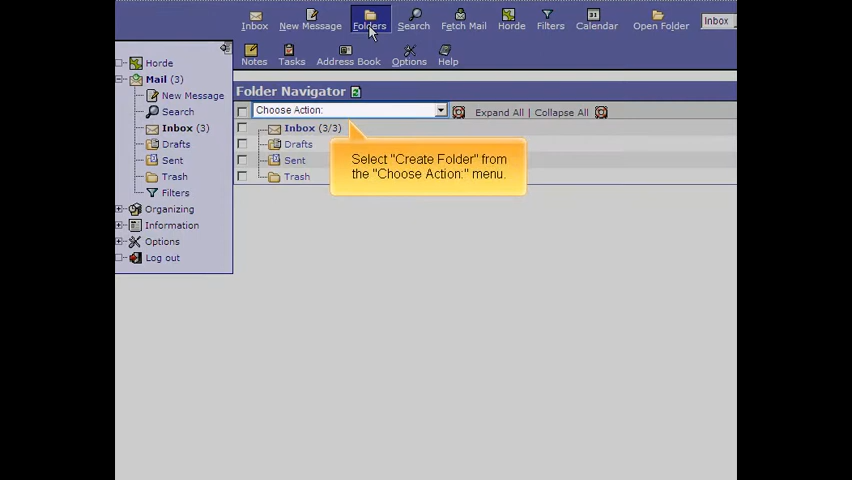 Inbox New Message Folders Search Fetch Mail Horde Filters Calendar Open Folder Inbox
31
Notes Tasks Address Book Options Help
Horde
Mail (3)
New Message
Search
Inbox (3)
Drafts
Sent
Trash
Filters
Organizing
Information
Options
Log out
Folder Navigator
Choose Action: Expand All | Collapse All
Inbox (3/3)
Drafts
Sent
Trash
Select "Create Folder" from
the "Choose Action:" menu.